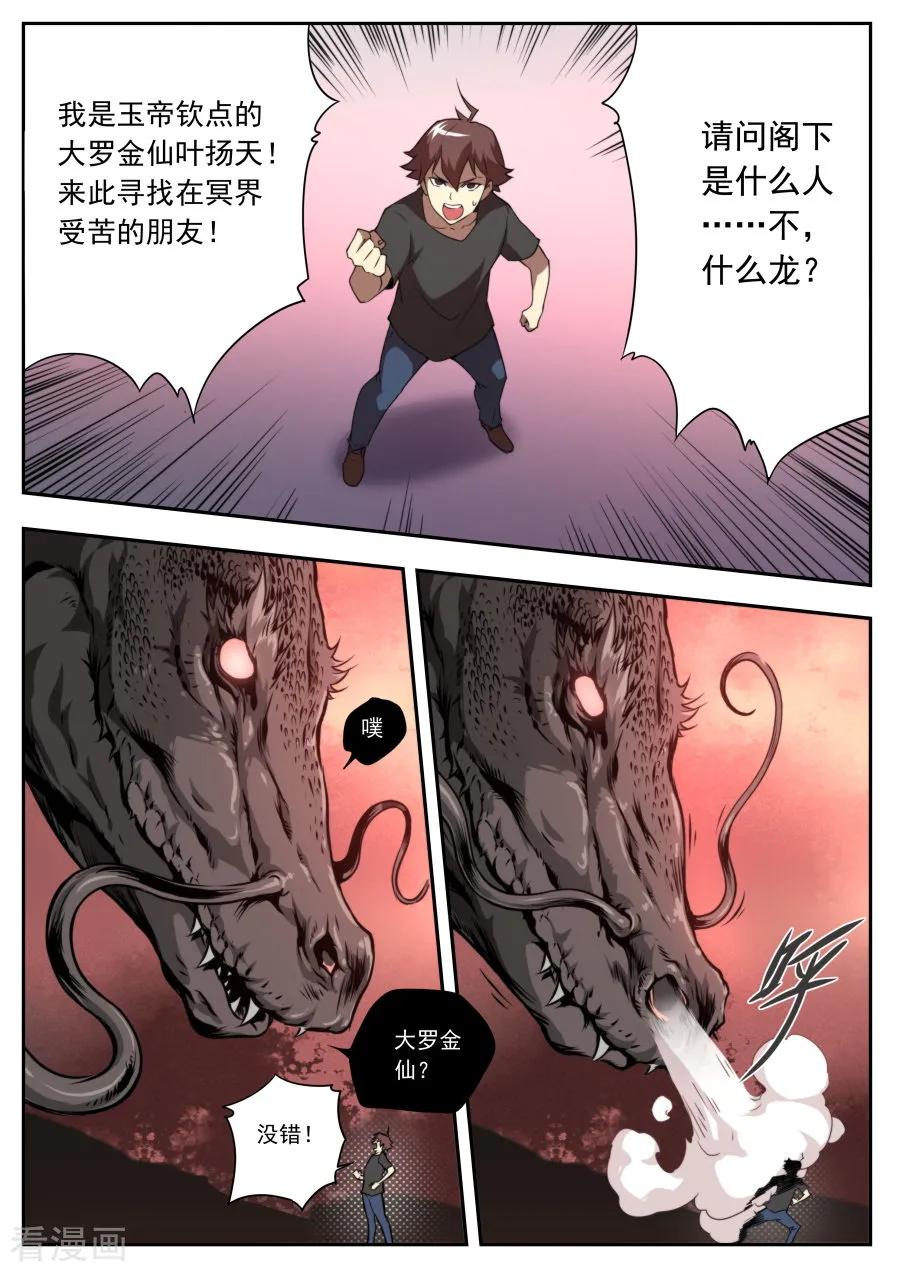 我是玉帝钦点的
大罗金仙叶扬天！
来此寻找在冥界
受苦的朋友！
请问阁下
是什么人
……不，
什么龙？
噗
大罗金
仙？
没错！
呼
看漫画